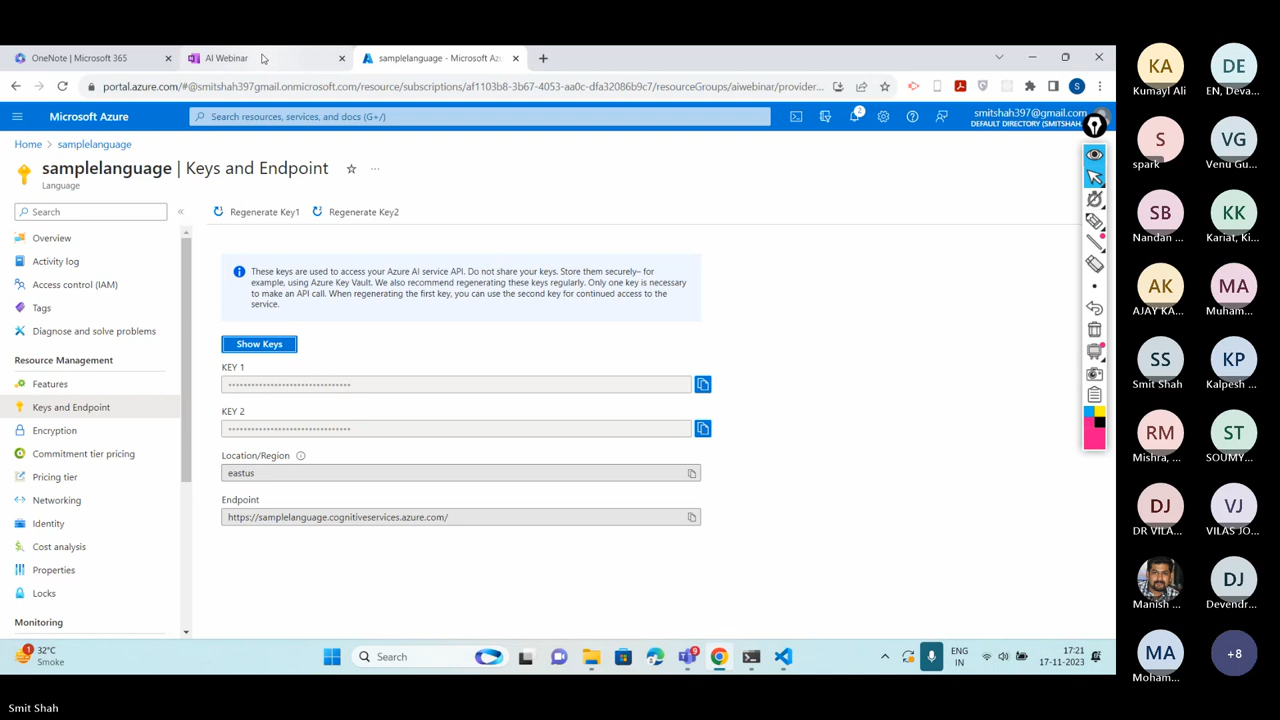 OneNote | Microsoft 365
AI Webinar
samplelanguage - Microsoft Az
portal.azure.com/#@smitshah397gmail.onmicrosoft.com/resource/subscriptions/af1103b8-3b67-4053-aa0c-dfa32086b9c7/resourceGroups/aiwebinar/provider...
S
Microsoft Azure
Search resources, services, and docs (G+/)
2
smitshah397@gmail.com
DEFAULT DIRECTORY (SMITSHAH.
Home > samplelanguage
samplelanguage | Keys and Endpoint
Language
Search
Regenerate Key1
Regenerate Key2
Overview
Activity log
Access control (IAM)
Tags
Diagnose and solve problems
Resource Management
Features
Keys and Endpoint
Encryption
Commitment tier pricing
Pricing tier
Networking
Identity
Cost analysis
Properties
Locks
Monitoring
These keys are used to access your Azure AI service API. Do not share your keys. Store them securely– for
example, using Azure Key Vault. We also recommend regenerating these keys regularly. Only one key is necessary
to make an API call. When regenerating the first key, you can use the second key for continued access to the
service.
Show Keys
KEY 1
KEY 2
Location/Region
eastus
Endpoint
https://samplelanguage.cognitiveservices.azure.com/
1
32°C
Smoke
Search
9
ENG
IN
17:21
17-11-2023
KA
Kumayl Ali
DE
EN, Deva...
S
spark
VG
Venu Gu...
SB
Nandan ...
KK
Kariat, Ki...
AK
AJAY KA...
MA
Muham...
SS
Smit Shah
KP
Kalpesh ...
RM
Mishra, ...
ST
SOUMY...
DJ
DR VILA...
VJ
VILAS JO...
Manish ...
DJ
Devendr...
MA
Moham...
+8
Smit Shah